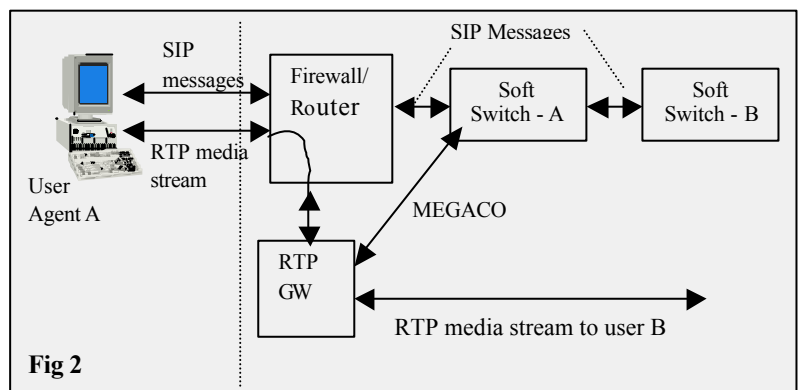 SIP
messages
RTP media
stream
User
Agent A
Firewall/
Router
SIP Messages
Soft
Switch - A
Soft
Switch - B
MEGACO
RTP
GW
RTP media stream to user B
Fig 2